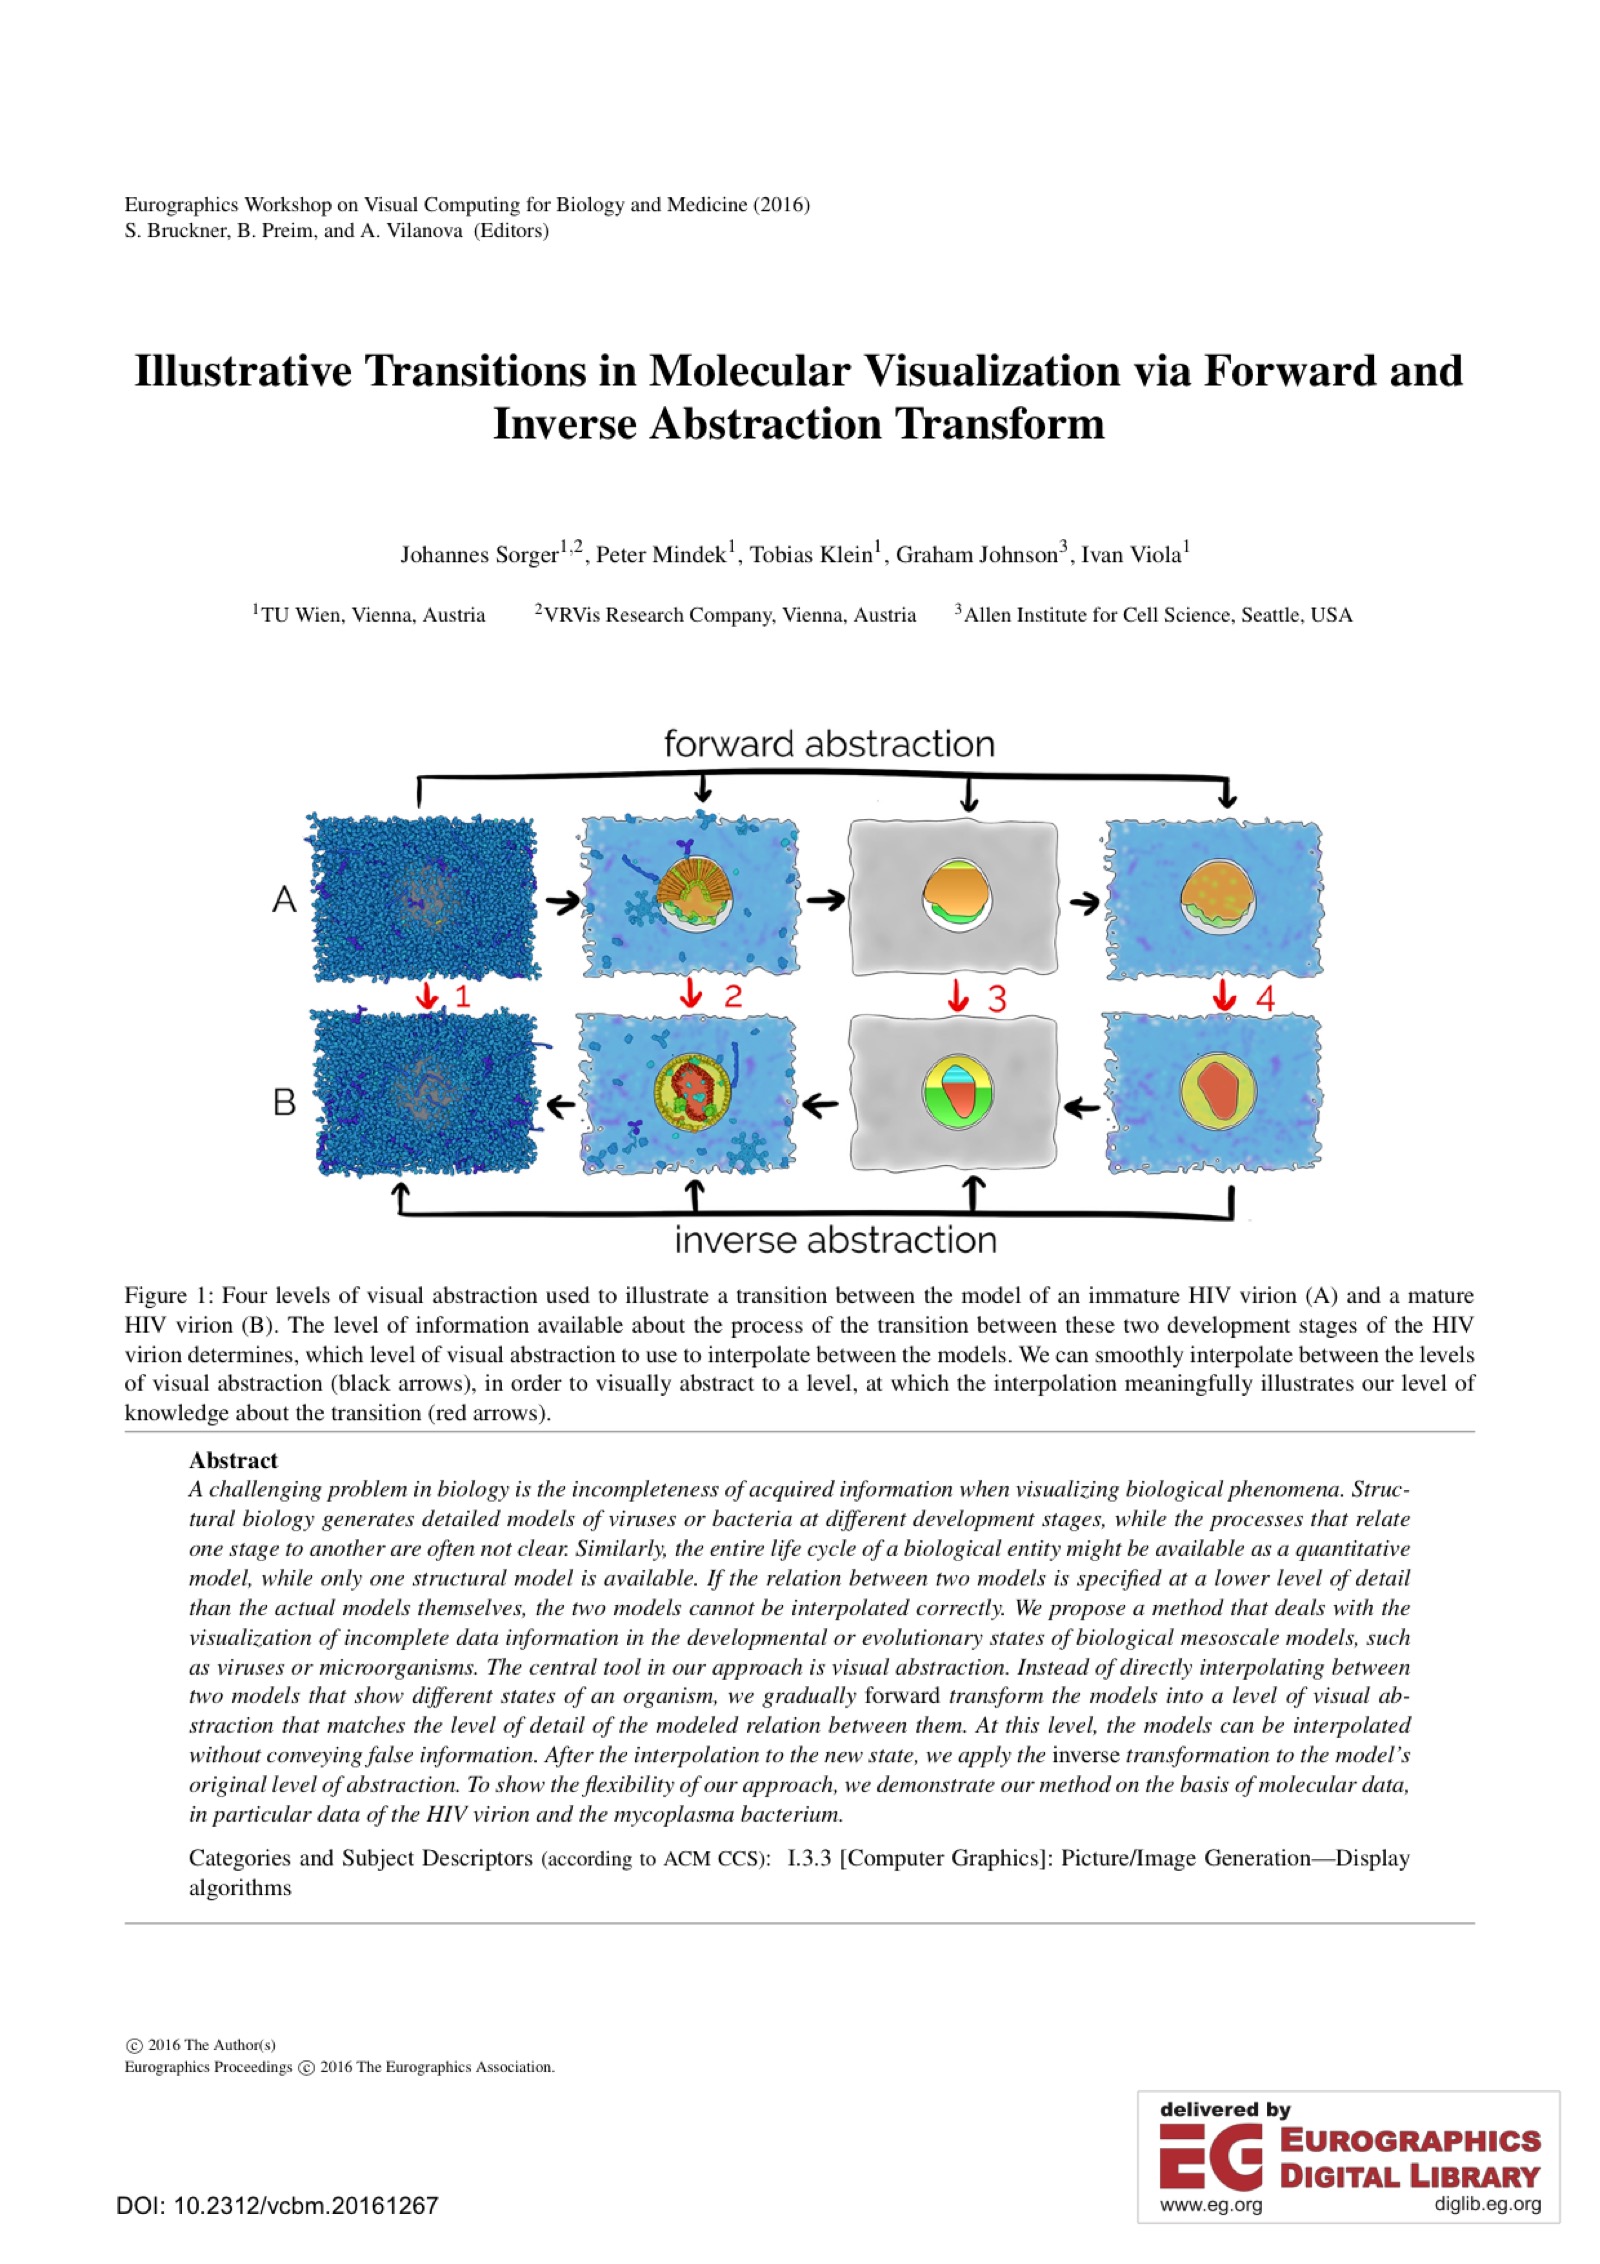 Eurographics Workshop on Visual Computing for Biology and Medicine (2016)
S. Bruckner, B. Preim, and A. Vilanova (Editors)
Illustrative Transitions in Molecular Visualization via Forward and
Inverse Abstraction Transform
Johannes Sorger1,2, Peter Mindek1, Tobias Klein1, Graham Johnson3, Ivan Viola1
1TU Wien, Vienna, Austria 2VRVis Research Company, Vienna, Austria 3Allen Institute for Cell Science, Seattle, USA
forward abstraction
A
1 2 3 4
B
inverse abstraction
Figure 1: Four levels of visual abstraction used to illustrate a transition between the model of an immature HIV virion (A) and a mature
HIV virion (B). The level of information available about the process of the transition between these two development stages of the HIV
virion determines, which level of visual abstraction to use to interpolate between the models. We can smoothly interpolate between the levels
of visual abstraction (black arrows), in order to visually abstract to a level, at which the interpolation meaningfully illustrates our level of
knowledge about the transition (red arrows).
Abstract
A challenging problem in biology is the incompleteness of acquired information when visualizing biological phenomena. Struc-
tural biology generates detailed models of viruses or bacteria at different development stages, while the processes that relate
one stage to another are often not clear. Similarly, the entire life cycle of a biological entity might be available as a quantitative
model, while only one structural model is available. If the relation between two models is specified at a lower level of detail
than the actual models themselves, the two models cannot be interpolated correctly. We propose a method that deals with the
visualization of incomplete data information in the developmental or evolutionary states of biological mesoscale models, such
as viruses or microorganisms. The central tool in our approach is visual abstraction. Instead of directly interpolating between
two models that show different states of an organism, we gradually forward transform the models into a level of visual ab-
straction that matches the level of detail of the modeled relation between them. At this level, the models can be interpolated
without conveying false information. After the interpolation to the new state, we apply the inverse transformation to the model's
original level of abstraction. To show the flexibility of our approach, we demonstrate our method on the basis of molecular data,
in particular data of the HIV virion and the mycoplasma bacterium.
Categories and Subject Descriptors (according to ACM CCS): I.3.3 [Computer Graphics]: Picture/Image Generation—Display
algorithms
© 2016 The Author(s)
Eurographics Proceedings © 2016 The Eurographics Association.
delivered by
EG EUROGRAPHICS
DIGITAL LIBRARY
www.eg.org diglib.eg.org
DOI: 10.2312/vcbm.20161267